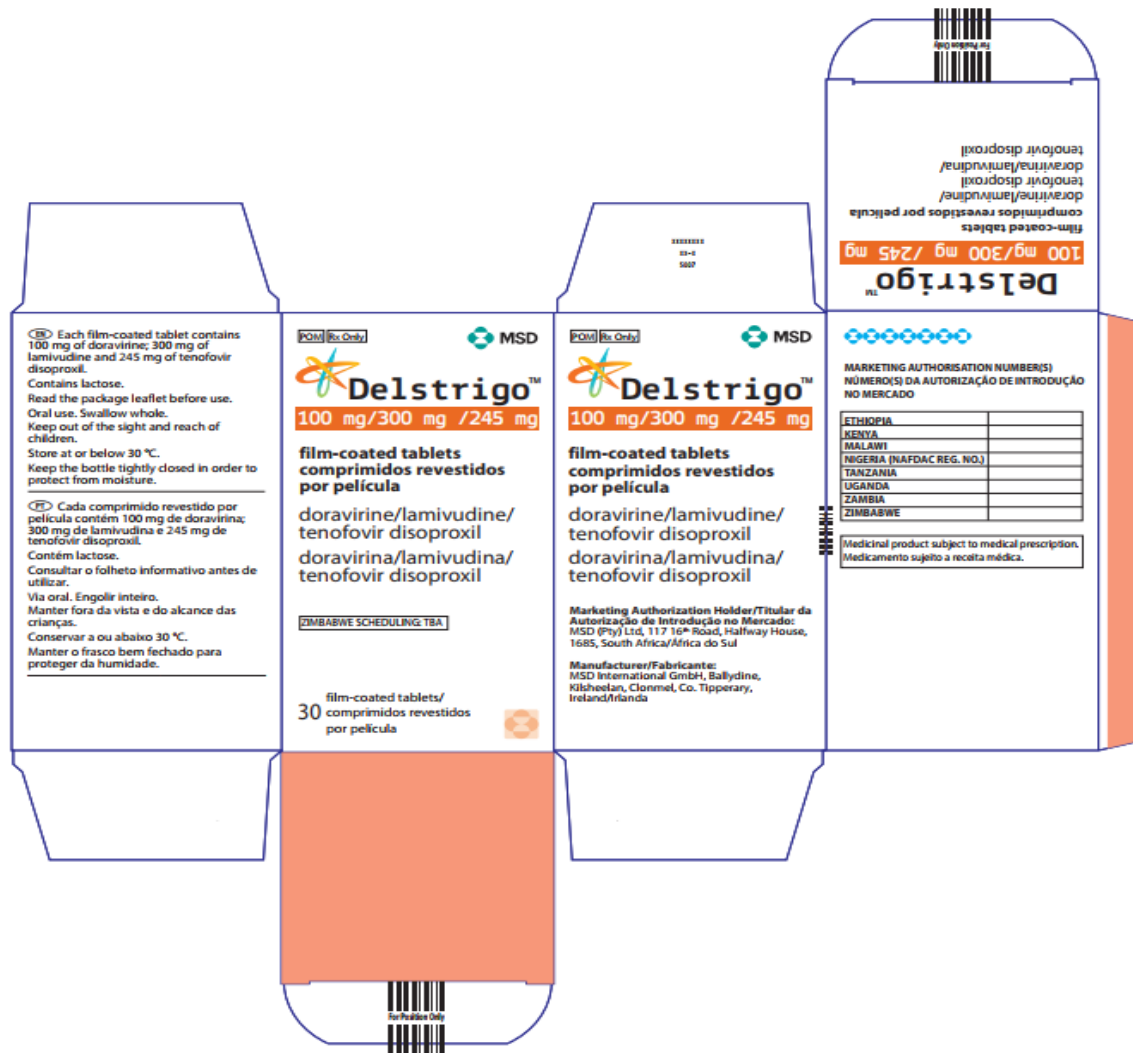 For Position Only
Delstrigo™
100 mg/300 mg /245 mg
film-coated tablets
comprimidos revestidos por película
doravirine/lamivudine/
tenofovir disoproxil
doravirina/lamivudina/
tenofovir disoproxil
xxxxxxxx
EN Each film-coated tablet contains
100 mg of doravirine; 300 mg of
lamivudine and 245 mg of tenofovir
disoproxil.
Contains lactose.
Read the package leaflet before use.
Oral use. Swallow whole.
Keep out of the sight and reach of
children.
Store at or below 30 °C.
Keep the bottle tightly closed in order to
protect from moisture.
PT Cada comprimido revestido por
película contém 100 mg de doravirina;
300 mg de lamivudina e 245 mg de
tenofovir disoproxil.
Contém lactose.
Consultar o folheto informativo antes de
utilizar.
Via oral. Engolir inteiro.
Manter fora da vista e do alcance das
crianças.
Conservar a ou abaixo 30 °C.
Manter o frasco bem fechado para
proteger da humidade.
POM Rx Only MSD
Delstrigo™
100 mg/300 mg /245 mg
film-coated tablets
comprimidos revestidos
por película
doravirine/lamivudine/
tenofovir disoproxil
doravirina/lamivudina/
tenofovir disoproxil
ZIMBABWE SCHEDULING: TBA
30 film-coated tablets/
comprimidos revestidos
por película
POM Rx Only MSD
Delstrigo™
100 mg/300 mg /245 mg
film-coated tablets
comprimidos revestidos
por película
doravirine/lamivudine/
tenofovir disoproxil
doravirina/lamivudina/
tenofovir disoproxil
Marketing Authorization Holder/Titular da
Autorização de Introdução no Mercado:
MSD (Pty) Ltd, 117 16th Road, Halfway House,
1685, South Africa/África do Sul
Manufacturer/Fabricante:
MSD International GmbH, Ballydine,
Kilsheelan, Clonmel, Co. Tipperary,
Ireland/Irlanda
MARKETING AUTHORISATION NUMBER(S)
NÚMERO(S) DA AUTORIZAÇÃO DE INTRODUÇÃO
NO MERCADO
ETHIOPIA
KENYA
MALAWI
NIGERIA (NAFDAC REG. NO.)
TANZANIA
UGANDA
ZAMBIA
ZIMBABWE
Medicinal product subject to medical prescription.
Medicamento sujeito a receita médica.
For Position Only